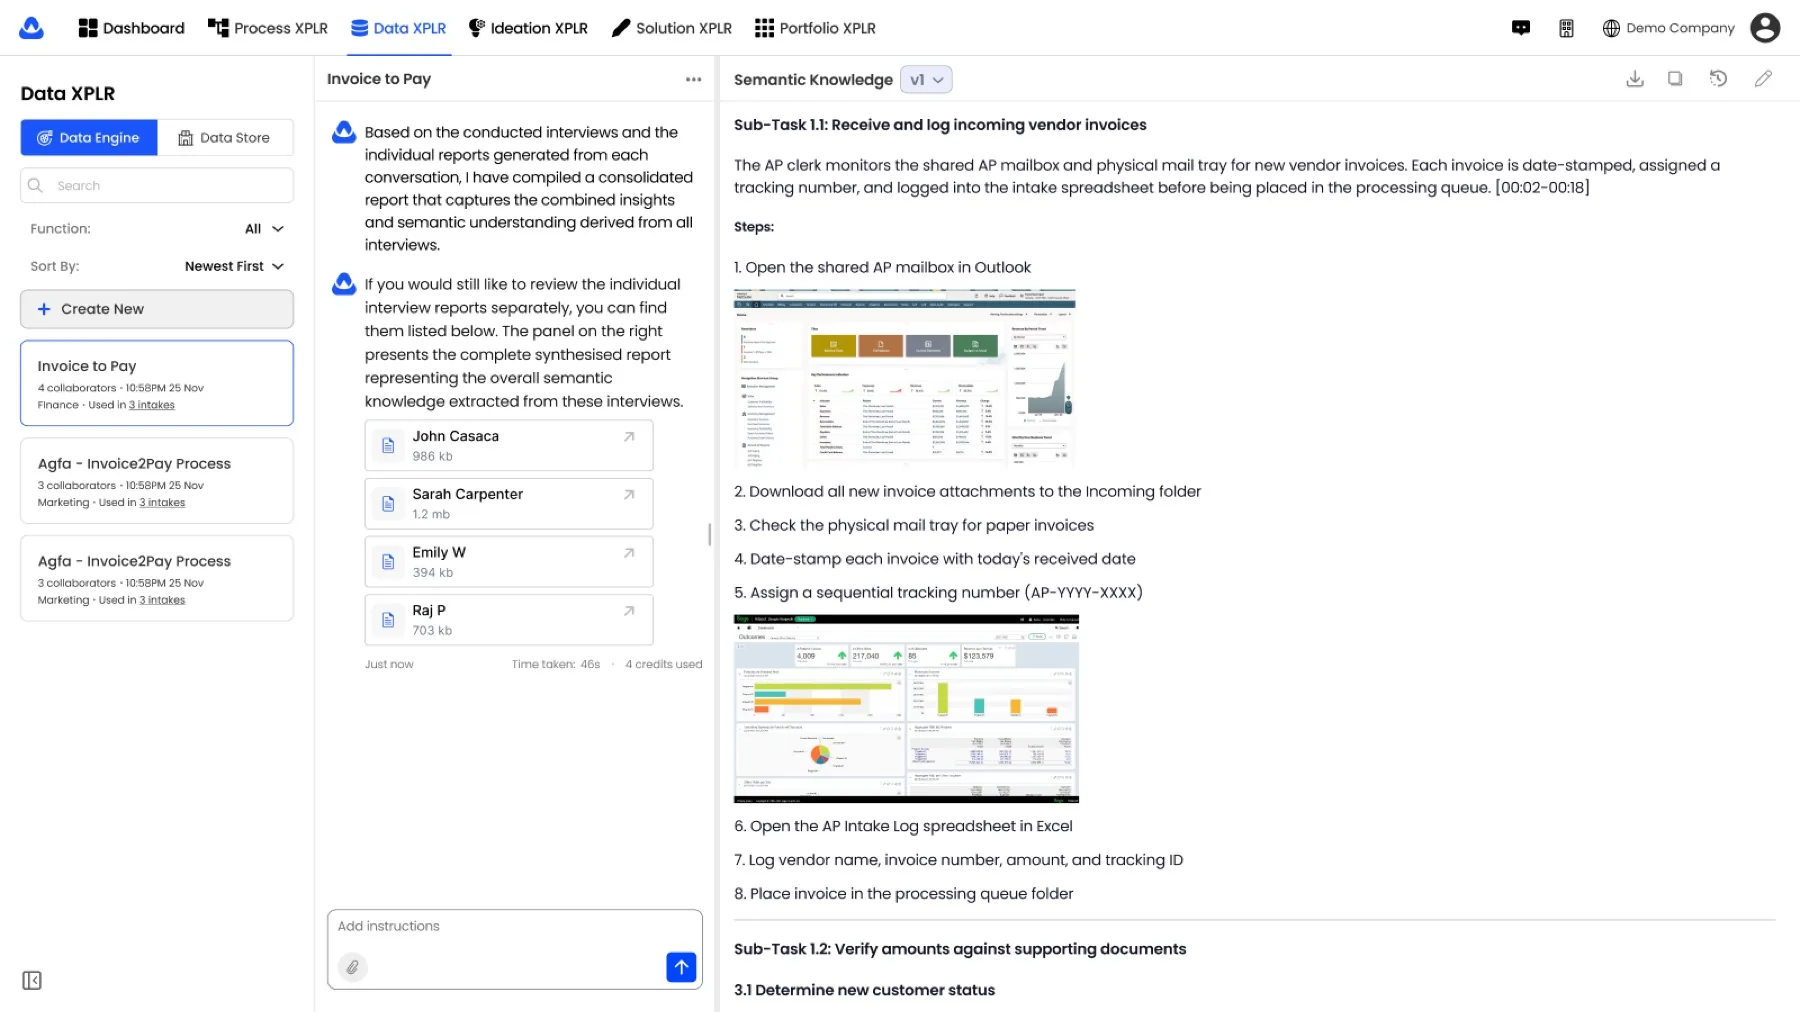 Dashboard
Process XPLR
Data XPLR
Ideation XPLR
Solution XPLR
Portfolio XPLR
Demo Company
Data XPLR
Data Engine
Data Store
Search
Function:
All
Sort By:
Newest First
+ Create New
Invoice to Pay
4 collaborators • 10:58PM 25 Nov
FInance • Used in 3 intakes
Agfa - Invoice2Pay Process
3 collaborators • 10:58PM 25 Nov
Marketing • Used in 3 intakes
Agfa - Invoice2Pay Process
3 collaborators • 10:58PM 25 Nov
Marketing • Used in 3 intakes
Invoice to Pay
Based on the conducted interviews and the
individual reports generated from each
conversation, I have compiled a consolidated
report that captures the combined insights
and semantic understanding derived from all
interviews.
If you would still like to review the individual
interview reports separately, you can find
them listed below. The panel on the right
presents the complete synthesised report
representing the overall semantic
knowledge extracted from these interviews.
John Casaca
986 kb
Sarah Carpenter
1.2 mb
Emily W
394 kb
Raj P
703 kb
Just now
Time taken: 46s • 4 credits used
Add instructions
Semantic Knowledge
v1
Sub-Task 1.1: Receive and log incoming vendor invoices
The AP clerk monitors the shared AP mailbox and physical mail tray for new vendor invoices. Each invoice is date-stamped, assigned a
tracking number, and logged into the intake spreadsheet before being placed in the processing queue. [00:02-00:18]
Steps:
1. Open the shared AP mailbox in Outlook
2. Download all new invoice attachments to the Incoming folder
3. Check the physical mail tray for paper invoices
4. Date-stamp each invoice with today's received date
5. Assign a sequential tracking number (AP-YYYY-XXXX)
Outcomes
4,009
217,040
85
$123,579
6. Open the AP Intake Log spreadsheet in Excel
7. Log vendor name, invoice number, amount, and tracking ID
8. Place invoice in the processing queue folder
Sub-Task 1.2: Verify amounts against supporting documents
3.1 Determine new customer status